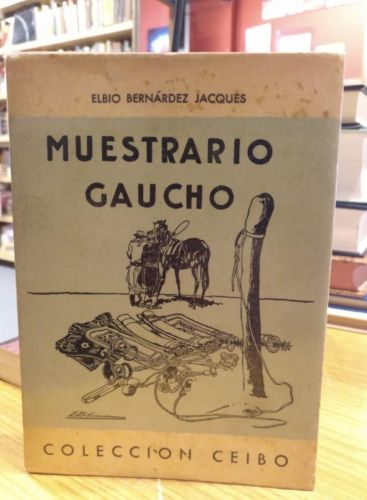 ELBIO BERNÁRDEZ JACQUES
MUESTRARIO
GAUCHO
COLECCION CEIBO